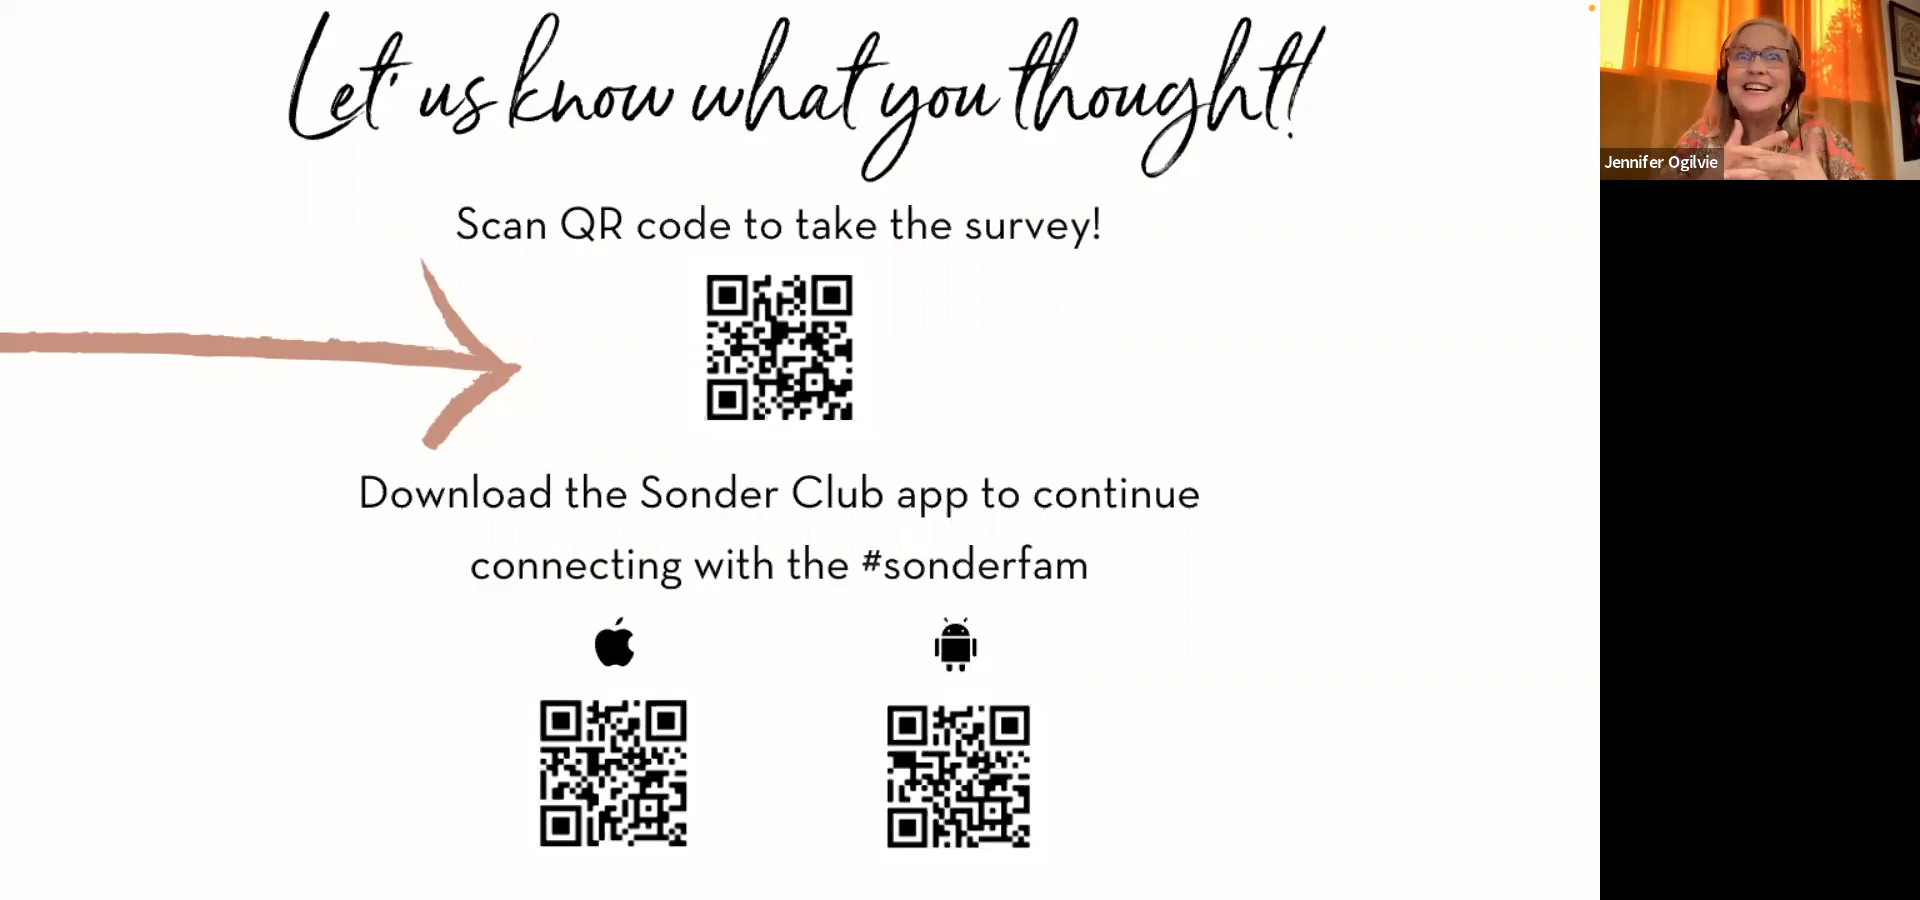 Let' us know what you thought!
Scan QR code to take the survey!
Download the Sonder Club app to continue
connecting with the #sonderfam
Jennifer Ogilvie